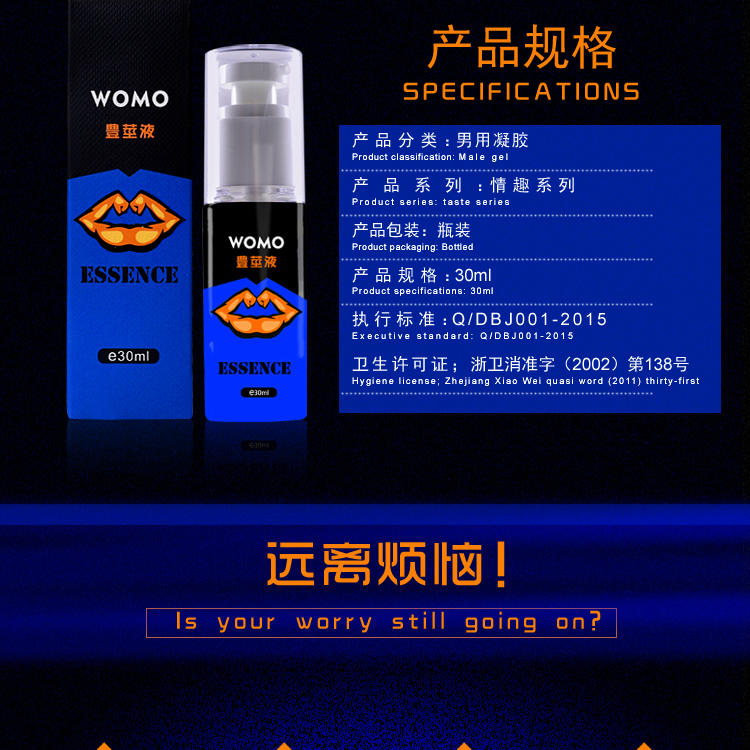 WOMO
豊莖液
ESSENCE
e30ml
WOMO
豊莖液
ESSENCE
e30ml
产品规格
SPECIFICATIONS
产品分类:男用凝胶
Product classification: Male gel
产品系列:情趣系列
Product series: taste series
产品包装：瓶装
Product packaging: Bottled
产品规格:30ml
Product specifications: 30ml
执行标准:Q/DBJ001-2015
Executive standard: Q/DBJ001-2015
卫生许可证；浙卫消准字（2002）第138号
Hygiene license; Zhejiang Xiao Wei quasi word (2011) thirty-first
远离烦恼!
Is your worry still going on?